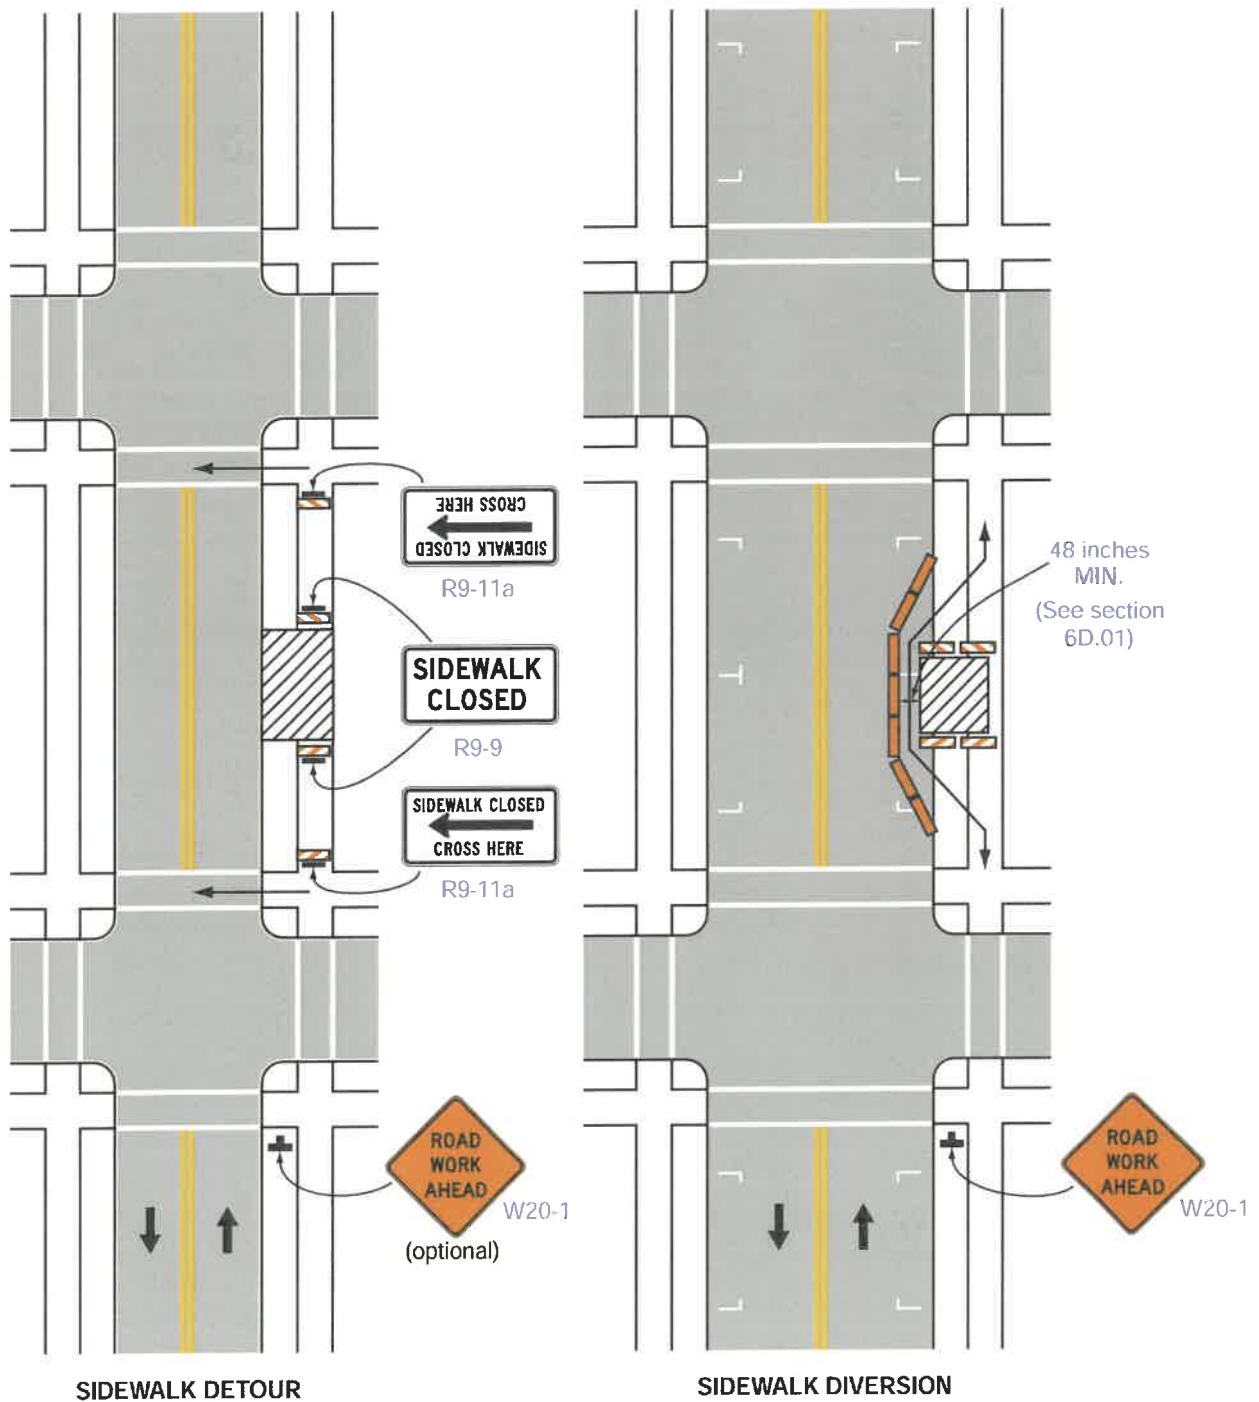 CROSS HERE
SIDEWALK CLOSED
R9-11a
48 inches
MIN.
(See section
6D.01)
SIDEWALK
CLOSED
R9-9
SIDEWALK CLOSED
CROSS HERE
R9-11a
ROAD
WORK
AHEAD
W20-1
(optional)
ROAD
WORK
AHEAD
W20-1
SIDEWALK DETOUR
SIDEWALK DIVERSION